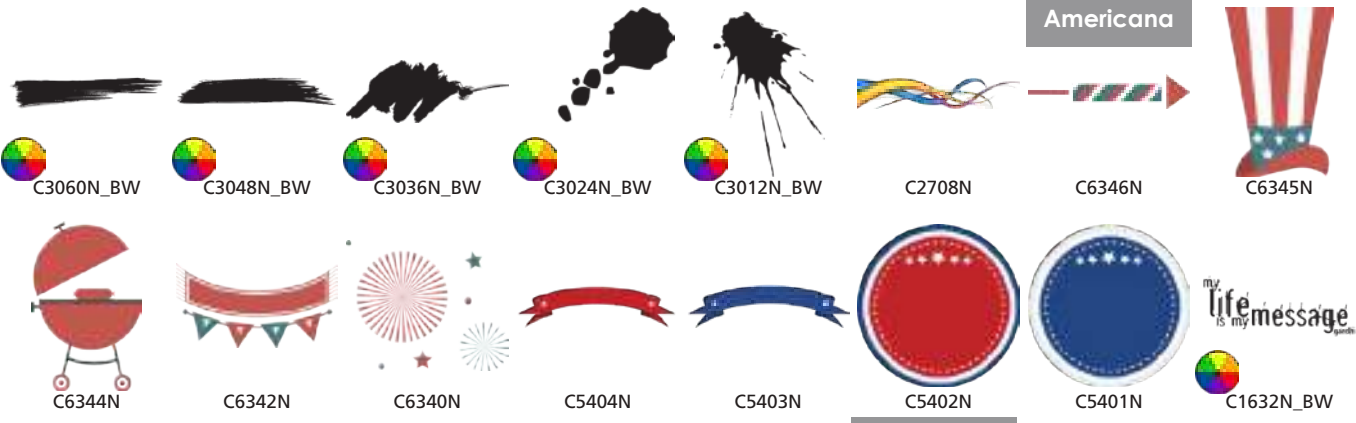 Americana
C3060N_BW
C3048N_BW
C3036N_BW
C3024N_BW
C3012N_BW
C2708N
C6346N
C6345N
my
life
is my message
gandhi
C6344N
C6342N
C6340N
C5404N
C5403N
C5402N
C5401N
C1632N_BW